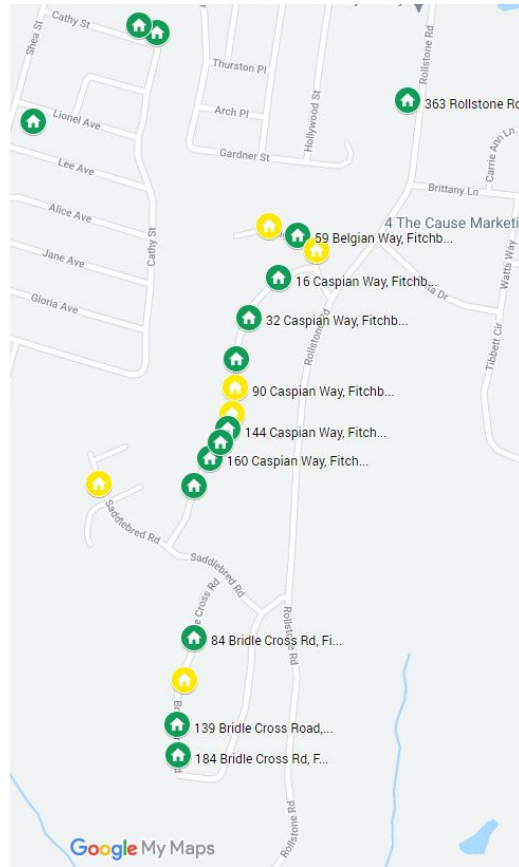 Cathy St
Shea St
Thurston Pl
Rollstone Rd
363 Rollstone Rd
Arch Pl
Hollywood St
Lionel Ave
Gardner St
Carrie Ann Ln
Lee Ave
Brittany Ln
Alice Ave
Cathy St
4 The Cause Marketi
59 Belgian Way, Fitchb...
Jane Ave
Watts Way
16 Caspian Way, Fitchb...
Gloria Ave
Rollstone Rd
32 Caspian Way, Fitchb...
Tibbett Cir
90 Caspian Way, Fitchb...
144 Caspian Way, Fitch...
160 Caspian Way, Fitch...
Saddlebred Rd
Saddlebred Rd
e Cross Rd
Rollstone Rd
84 Bridle Cross Rd, Fi...
139 Bridle Cross Road,...
184 Bridle Cross Rd, F...
Rollstone Rd
Google My Maps